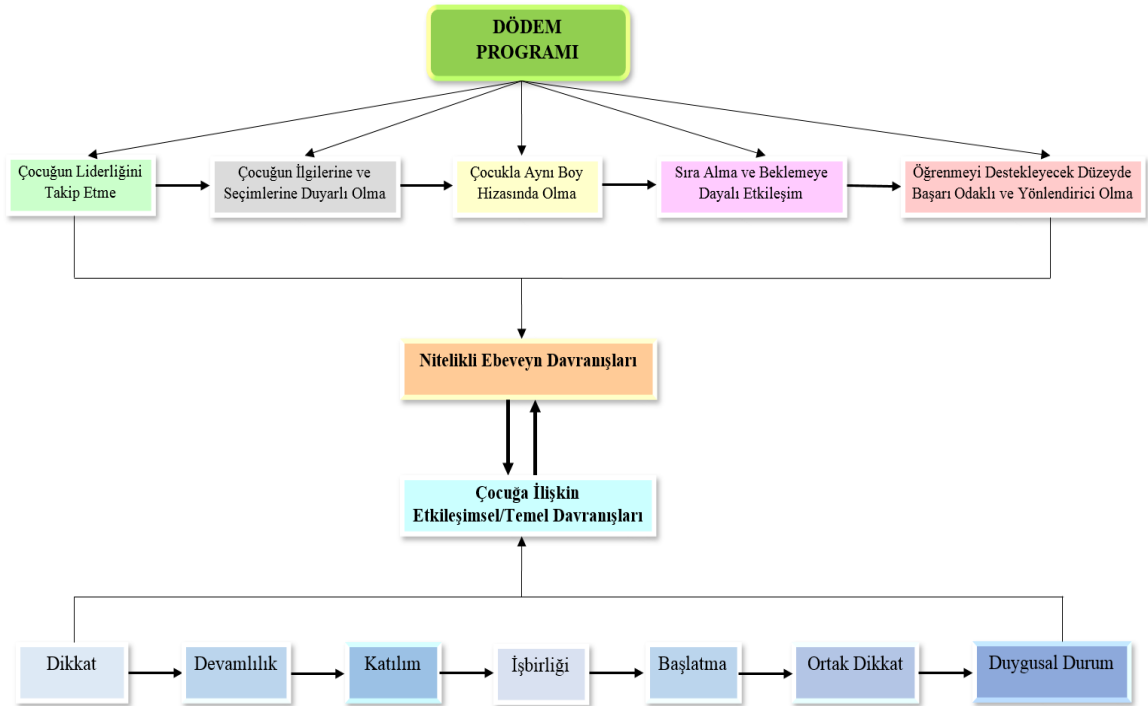 DÖDEM
PROGRAMI
Çocuğun Liderliğini
Takip Etme
Çocuğun İlgilerine ve
Seçimlerine Duyarlı Olma
Çocukla Aynı Boy
Hizasında Olma
Sıra Alma ve Beklemeye
Dayalı Etkileşim
Öğrenmeyi Destekleyecek Düzeyde
Başarı Odaklı ve Yönlendirici Olma
Nitelikli Ebeveyn Davranışları
Çocuğa İlişkin
Etkileşimsel/Temel Davranışları
Dikkat
Devamlılık
Katılım
İşbirliği
Başlatma
Ortak Dikkat
Duygusal Durum